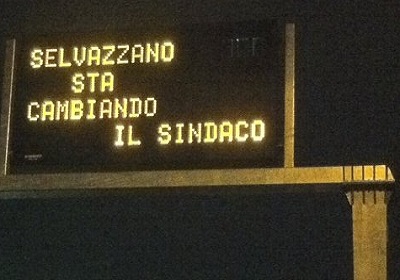 SELVAZZANO
STA
CAMBIANDO
IL SINDACO